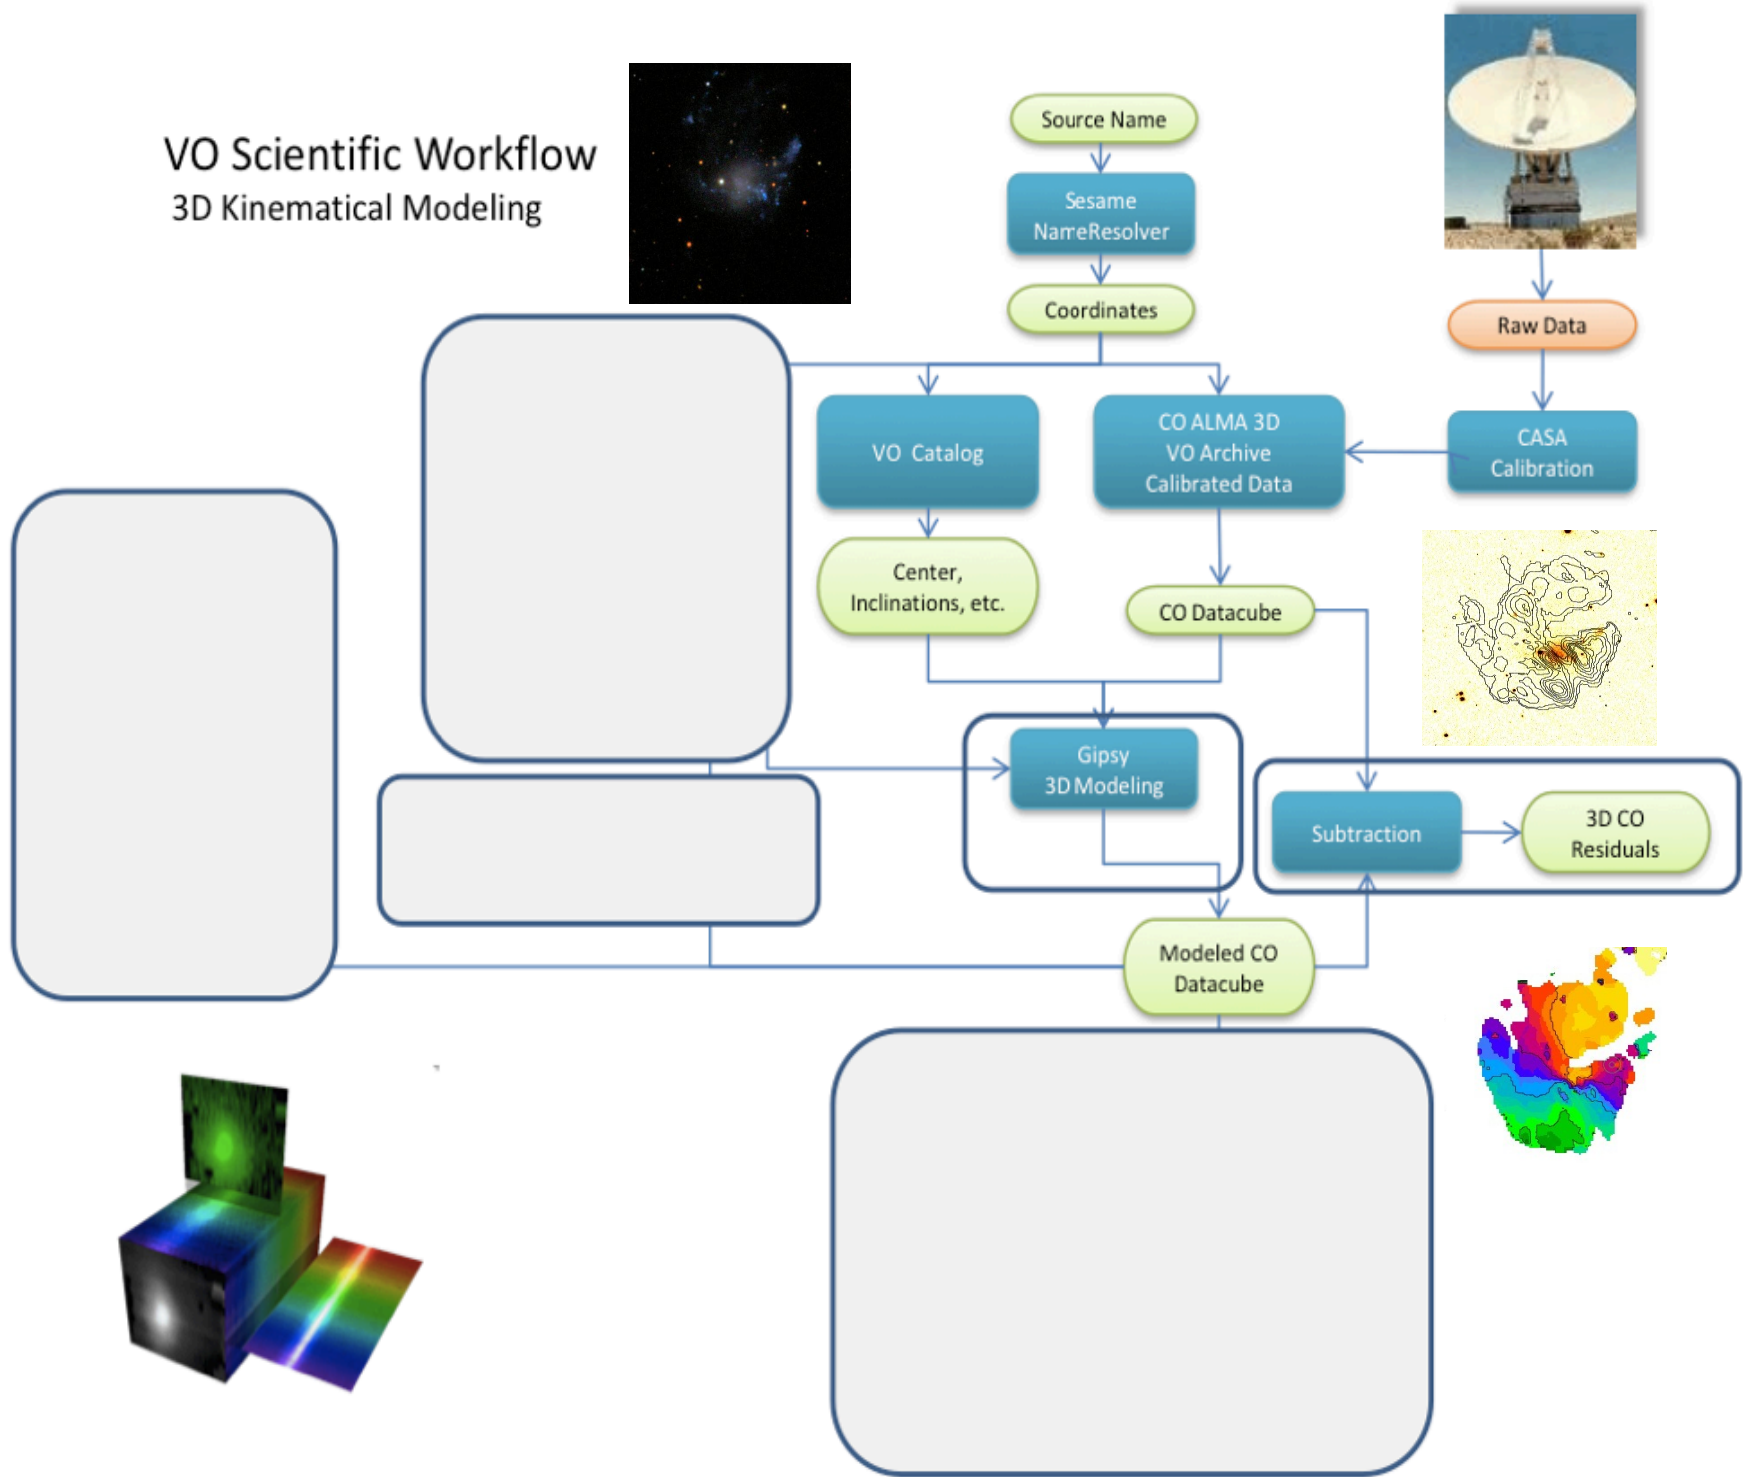 VO Scientific Workflow
3D Kinematical Modeling
Source Name
Sesame
NameResolver
Coordinates
Raw Data
VO Catalog
CO ALMA 3D
VO Archive
Calibrated Data
CASA
Calibration
Center,
Inclinations, etc.
CO Datacube
Gipsy
3D Modeling
Subtraction
3D CO
Residuals
Modeled CO
Datacube